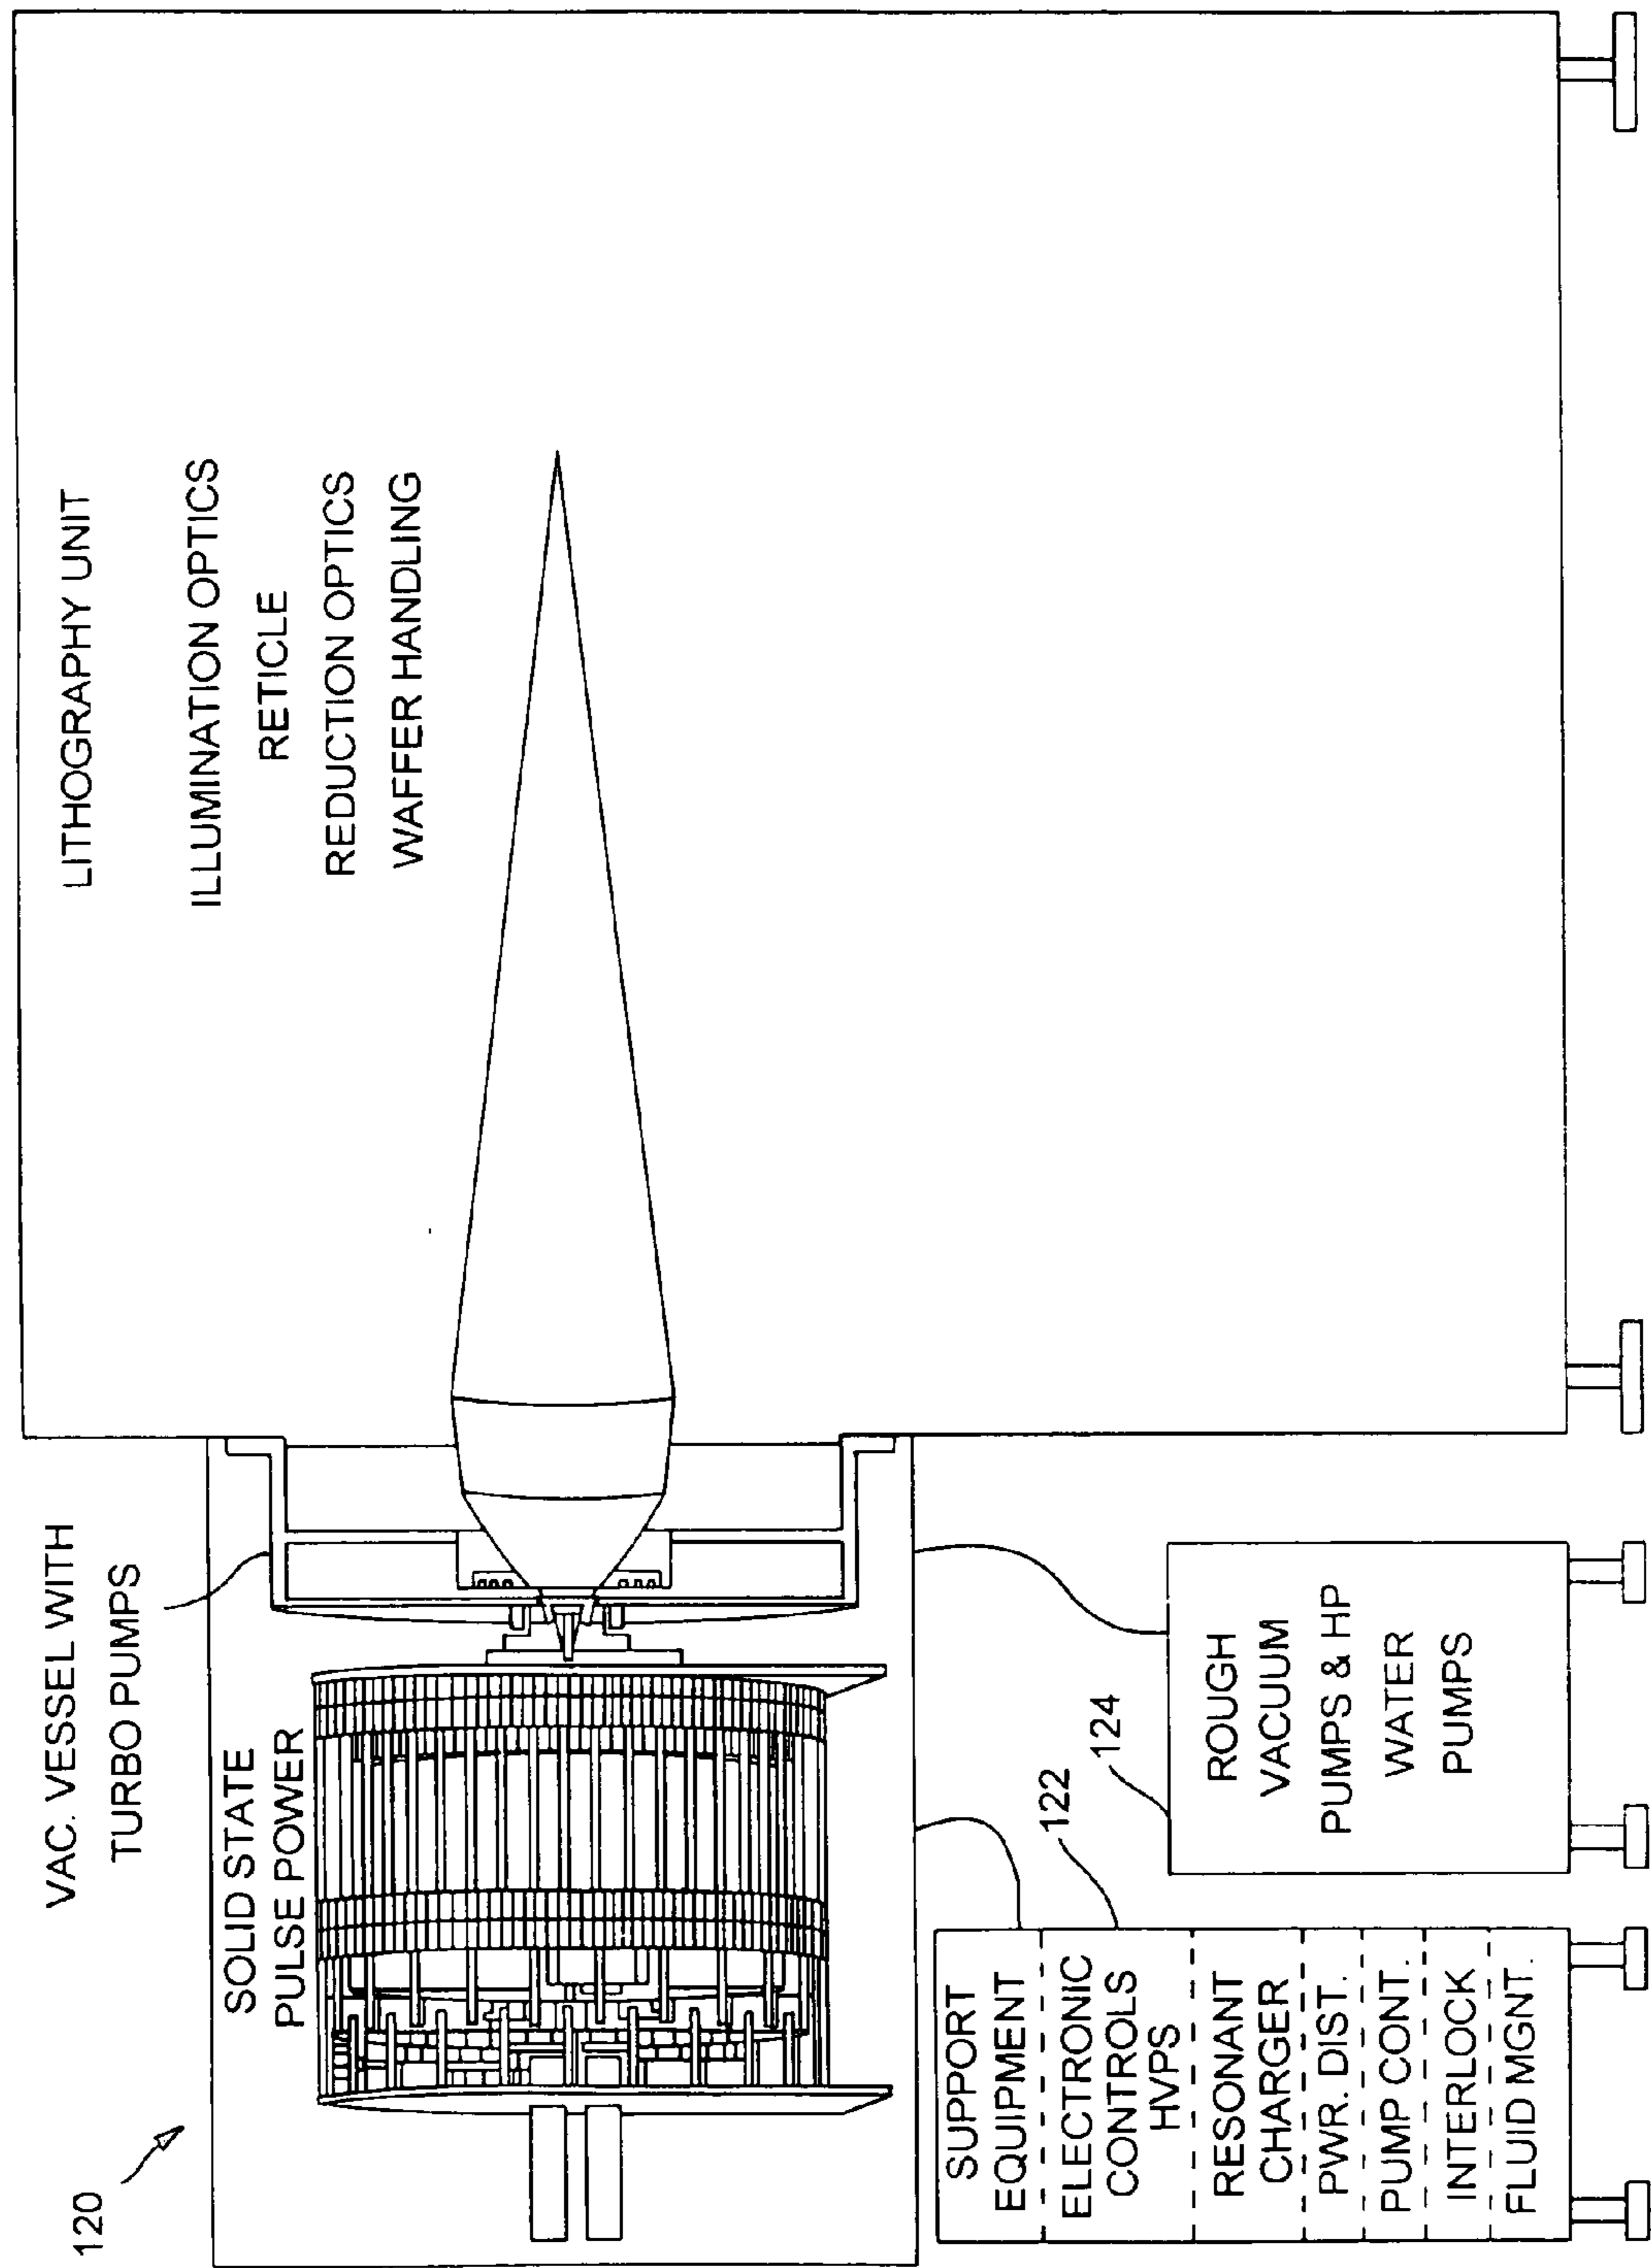 120
VAC. VESSEL WITH
TURBO PUMPS
SOLID STATE
PULSE POWER
LITHOGRAPHY UNIT
ILLUMINATION OPTICS
RETICLE
REDUCTION OPTICS
WAFFER HANDLING
SUPPORT
EQUIPMENT
ELECTRONIC
CONTROLS
HVPS
RESONANT
CHARGER
PWR. DIST.
PUMP CONT.
INTERLOCK
FLUID MGNT.
122
124
ROUGH
VACUUM
PUMPS & HP
WATER
PUMPS